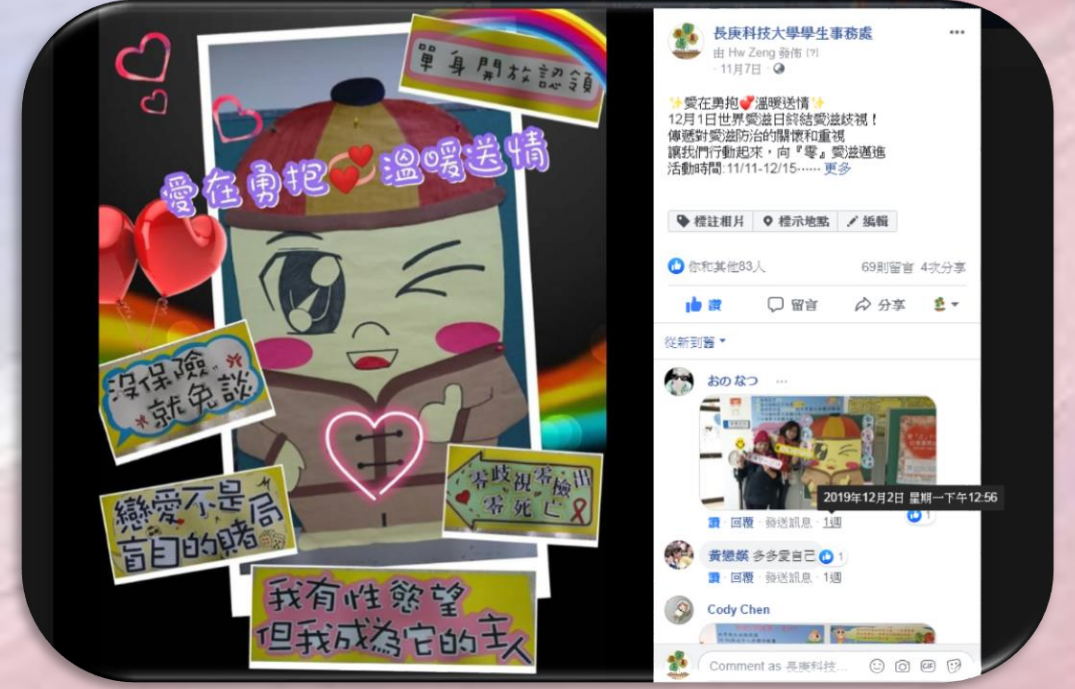 單身開放認領
愛在勇抱💞溫暖送情
沒保險
就免談
戀愛不是
盲目的賭局
零歧視零檢出
零死亡
我有性慾望
但我成為它的主人
長庚科技大學學生事務處
由 Hw Zeng 發佈 [?]
· 11月7日 ·
✨愛在勇抱💞溫暖送情✨
12月1日世界愛滋日終結愛滋歧視！
傳遞對愛滋防治的關懷和重視
讓我們行動起來，向『零』愛滋邁進
活動時間:11/11-12/15······ 更多
標註相片 標示地點 編輯
你和其他83人 69則留言 4次分享
讚 留言 分享
從新到舊
おの なつ ···
2019年12月2日 星期一下午12:56
讚 · 回覆 · 發送訊息 · 1週
1
多多愛自己 1
讚 · 回覆 · 發送訊息 · 1週
Cody Chen
Comment as 長庚科技...
GIF